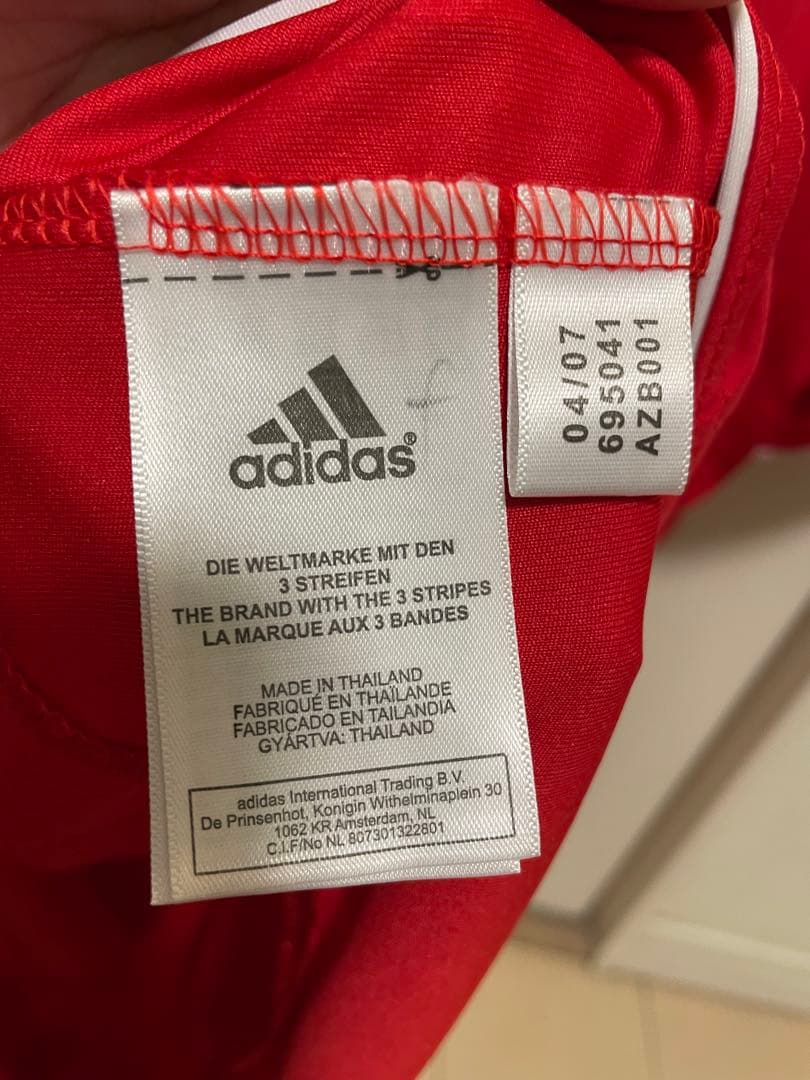 adidas®
DIE WELTMARKE MIT DEN
3 STREIFEN
THE BRAND WITH THE 3 STRIPES
LA MARQUE AUX 3 BANDES
MADE IN THAILAND
FABRIQUÉ EN THAÏLANDE
FABRICADO EN TAILANDIA
GYÁRTVA: THAILAND
adidas International Trading B.V.
De Prinsenhot, Konigin Withelminaplein 30
1062 KR Amsterdam, NL
C.I.F/No NL 807301322801
04/07
695041
AZB001